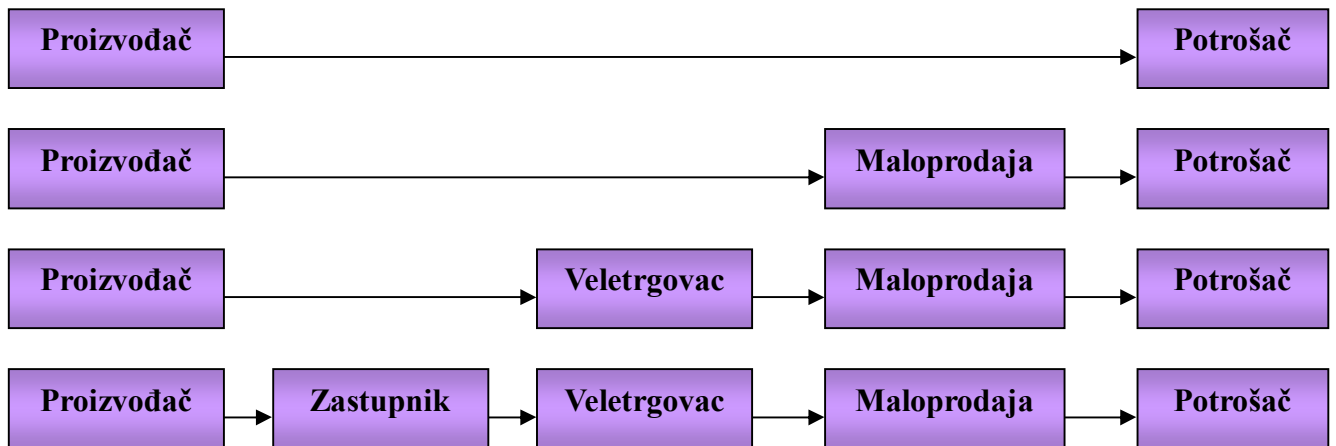 Proizvođač Potrošač
Proizvođač Maloprodaja Potrošač
Proizvođač Veletrgovac Maloprodaja Potrošač
Proizvođač Zastupnik Veletrgovac Maloprodaja Potrošač